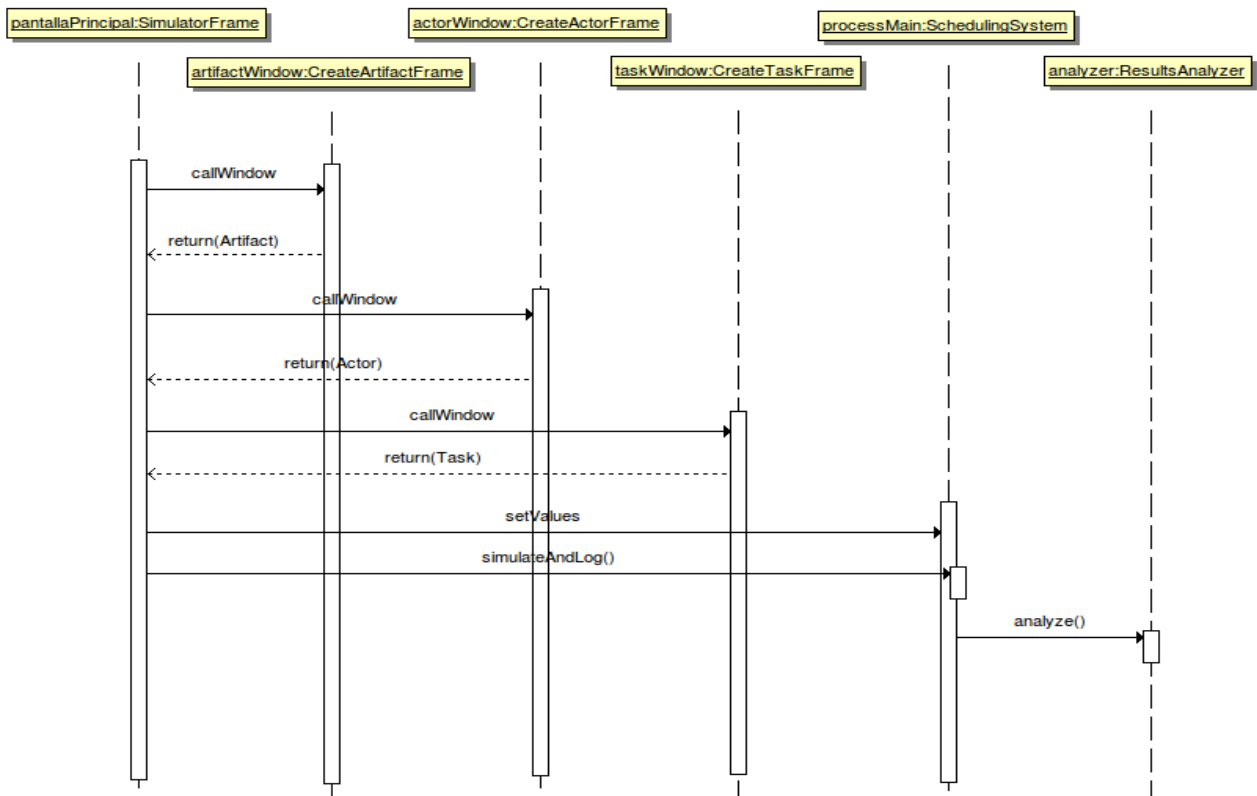 pantallaPrincipal:SimulatorFrame
actorWindow:CreateActorFrame
processMain:SchedulingSystem
artifactWindow:CreateArtifactFrame
taskWindow:CreateTaskFrame
analyzer:ResultsAnalyzer
callWindow
return(Artifact)
callWindow
return(Actor)
callWindow
return(Task)
setValues
simulateAndLog()
analyze()